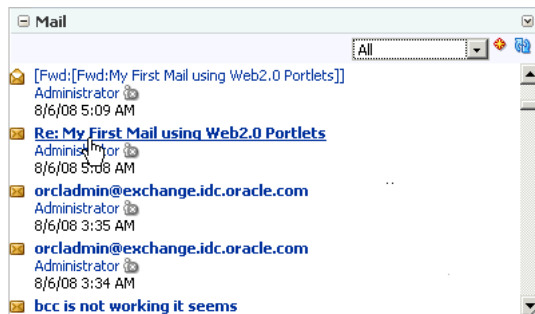 Mail
All
[Fwd:[Fwd:My First Mail using Web2.0 Portlets]]
Administrator
8/6/08 5:09 AM
Re: My First Mail using Web2.0 Portlets
Administrator
8/6/08 5:08 AM
orcladmin@exchange.idc.oracle.com
Administrator
8/6/08 3:35 AM
orcladmin@exchange.idc.oracle.com
Administrator
8/6/08 3:34 AM
bcc is not working it seems